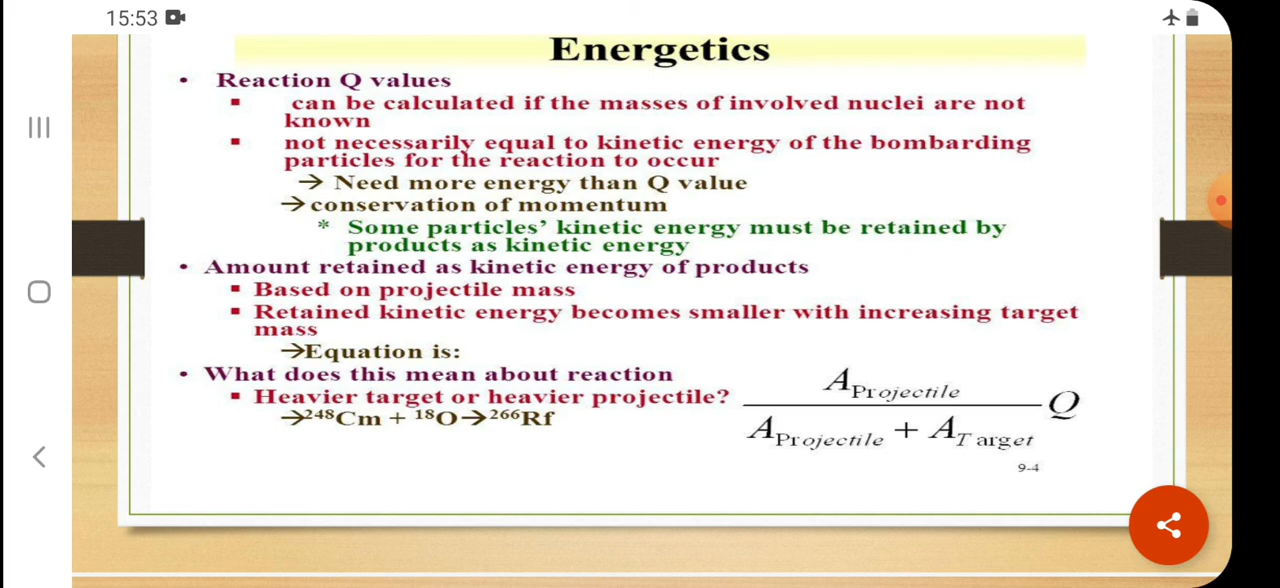 15:53
Energetics
• Reaction Q values
▪ can be calculated if the masses of involved nuclei are not
known
▪ not necessarily equal to kinetic energy of the bombarding
particles for the reaction to occur
→ Need more energy than Q value
→conservation of momentum
* Some particles’ kinetic energy must be retained by
products as kinetic energy
• Amount retained as kinetic energy of products
▪ Based on projectile mass
▪ Retained kinetic energy becomes smaller with increasing target
mass
→Equation is:
• What does this mean about reaction
▪ Heavier target or heavier projectile?
→²⁴⁸Cm + ¹⁸O→²⁶⁶Rf
A Projectile
A Projectile + A T arget
Q
9-4